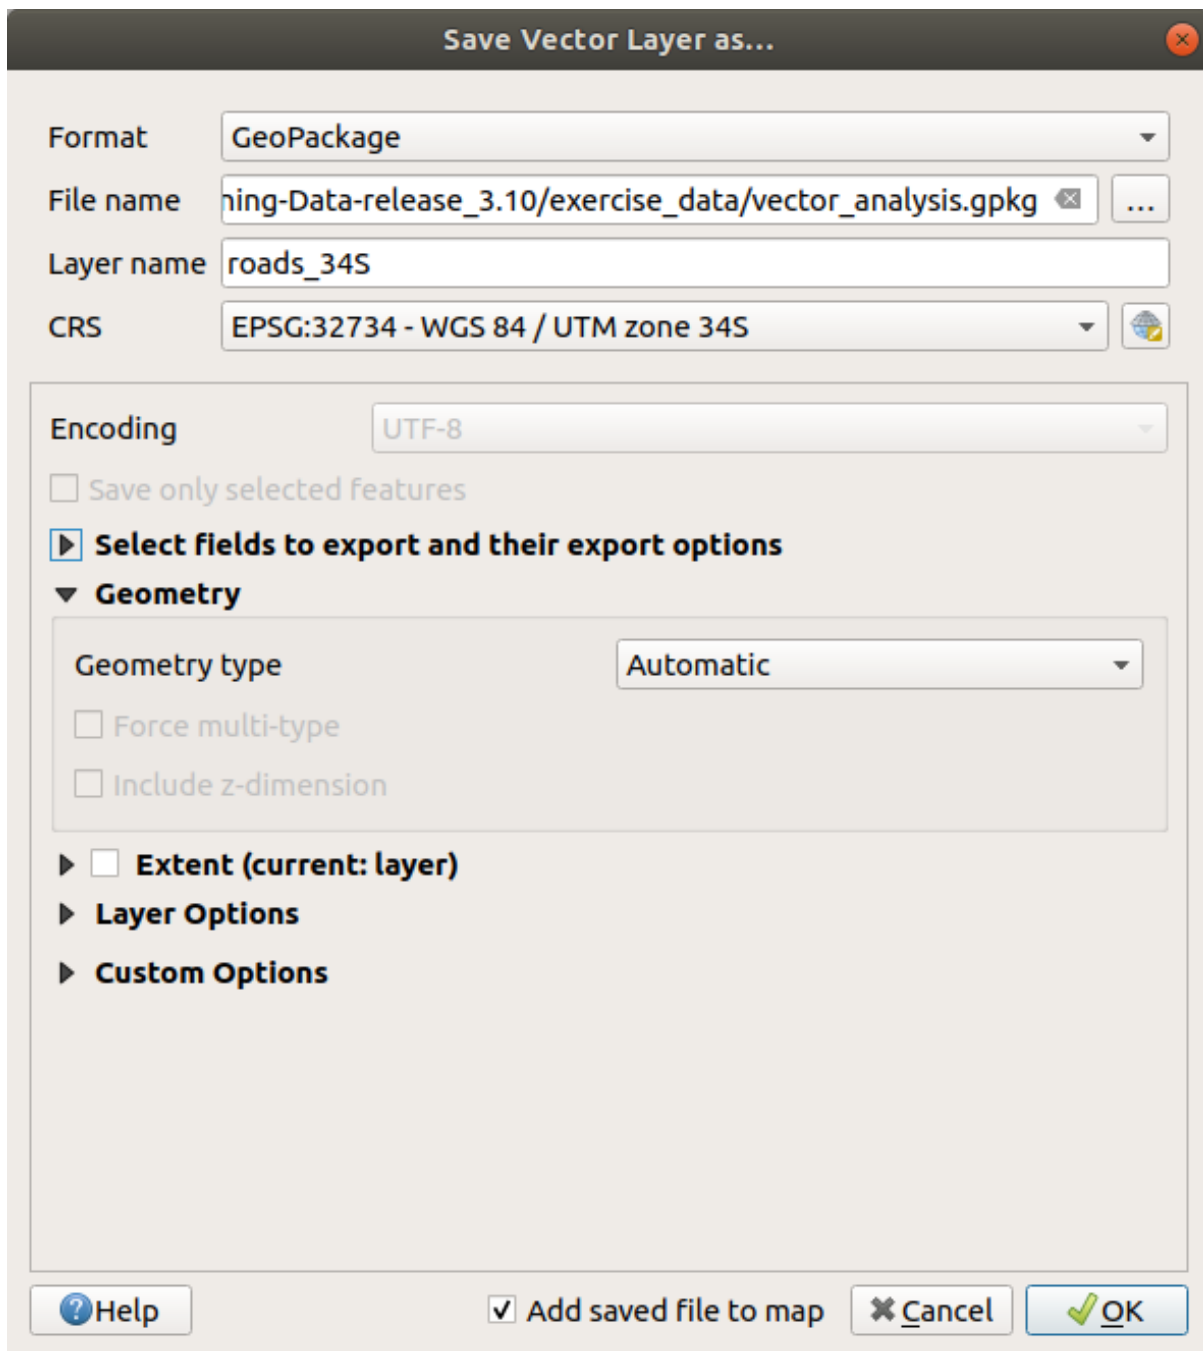 Save Vector Layer as...
Format GeoPackage
File name ning-Data-release_3.10/exercise_data/vector_analysis.gpkg ...
Layer name roads_34S
CRS EPSG:32734 - WGS 84 / UTM zone 34S
Encoding UTF-8
Save only selected features
Select fields to export and their export options
Geometry
Geometry type Automatic
Force multi-type
Include z-dimension
Extent (current: layer)
Layer Options
Custom Options
Help Add saved file to map Cancel OK